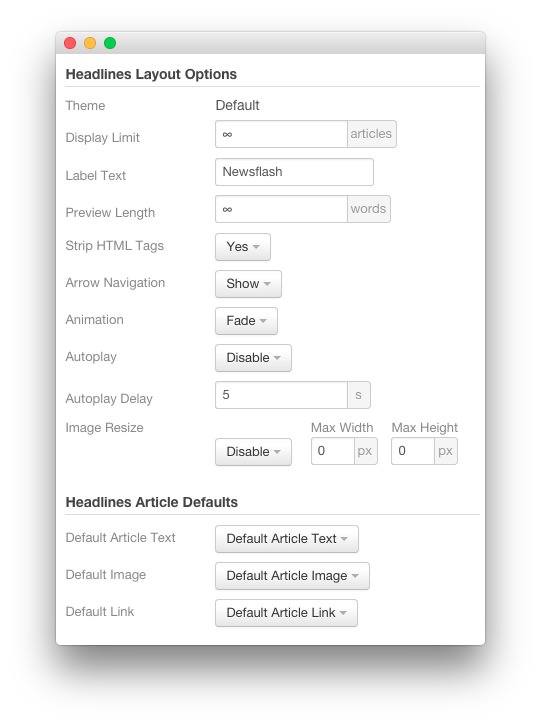 Headlines Layout Options
Theme Default
Display Limit ∞ articles
Label Text Newsflash
Preview Length ∞ words
Strip HTML Tags Yes
Arrow Navigation Show
Animation Fade
Autoplay Disable
Autoplay Delay 5 s
Image Resize Max Width Max Height
Disable 0 px 0 px
Headlines Article Defaults
Default Article Text Default Article Text
Default Image Default Article Image
Default Link Default Article Link